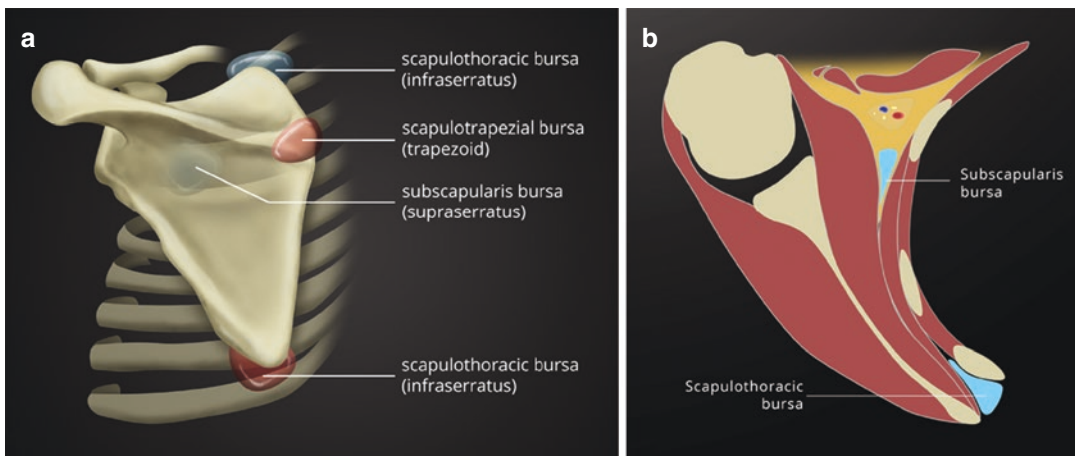 a
scapulothoracic bursa
(infraserratus)
scapulotrapezial bursa
(trapezoid)
subscapularis bursa
(supraserratus)
scapulothoracic bursa
(infraserratus)
b
Subscapularis
bursa
Scapulothoracic
bursa